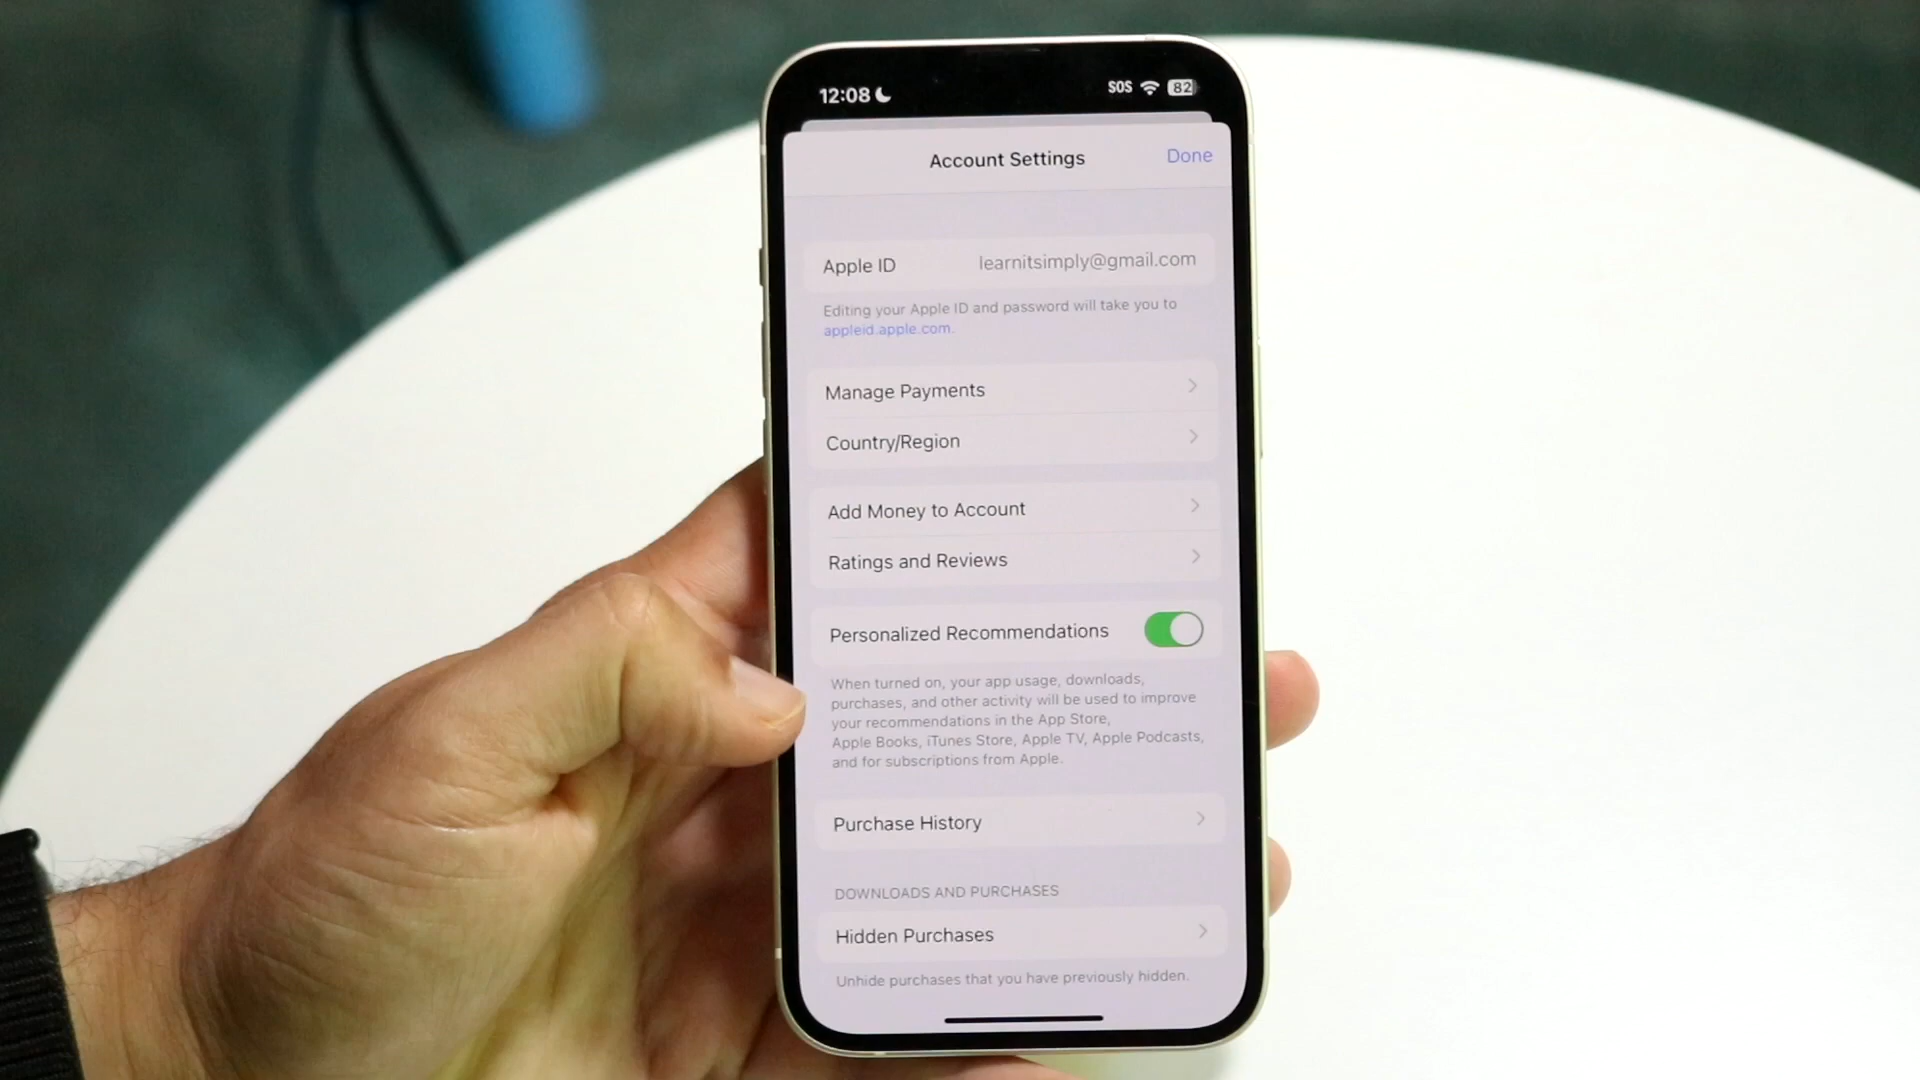 12:08
SOS 82
Account Settings
Done
Apple ID
learnitsimply@gmail.com
Editing your Apple ID and password will take you to
appleid.apple.com.
Manage Payments
Country/Region
Add Money to Account
Ratings and Reviews
Personalized Recommendations
When turned on, your app usage, downloads,
purchases, and other activity will be used to improve
your recommendations in the App Store,
Apple Books, iTunes Store, Apple TV, Apple Podcasts,
and for subscriptions from Apple.
Purchase History
DOWNLOADS AND PURCHASES
Hidden Purchases
Unhide purchases that you have previously hidden.